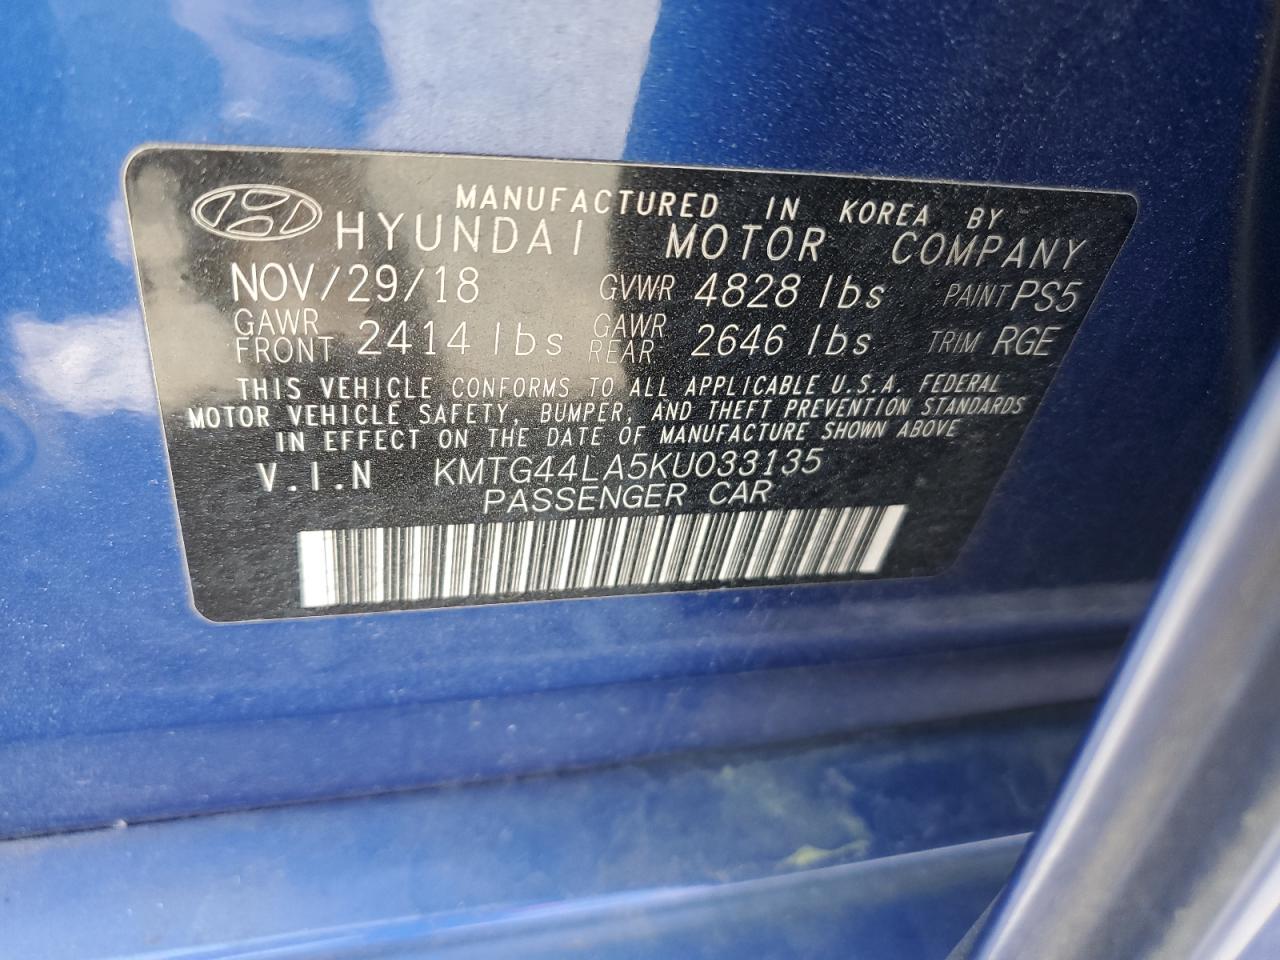 MANUFACTURED IN KOREA BY
HYUNDAI MOTOR COMPANY
NOV/29/18 GVWR 4828 lbs PAINT PS5
GAWR FRONT 2414 lbs GAWR REAR 2646 lbs TRIM RGE
THIS VEHICLE CONFORMS TO ALL APPLICABLE U.S.A. FEDERAL
MOTOR VEHICLE SAFETY, BUMPER, AND THEFT PREVENTION STANDARDS
IN EFFECT ON THE DATE OF MANUFACTURE SHOWN ABOVE
V.I.N KMTG44LA5KU033135
PASSENGER CAR